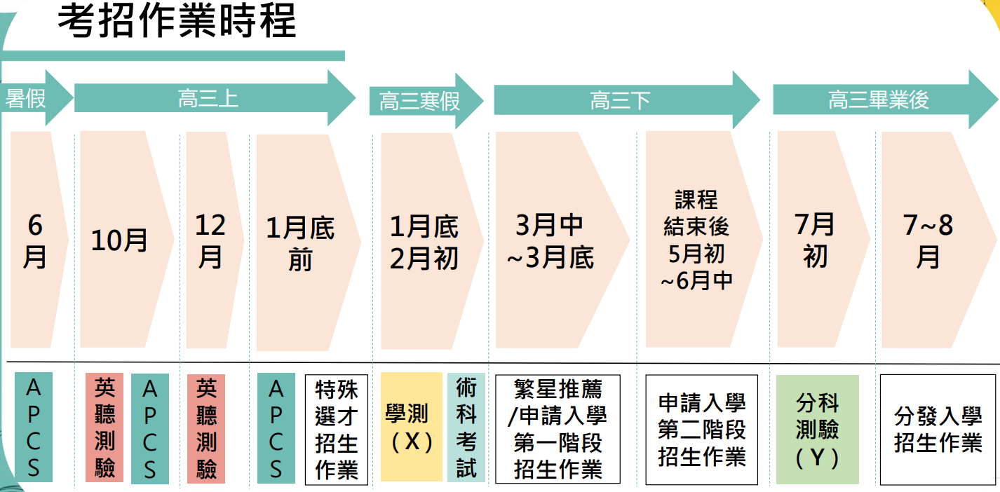 考招作業時程
暑假
高三上
高三寒假
高三下
高三畢業後
6
月
10月
12
月
1月底
前
1月底
2月初
3月中
~3月底
課程
結束後
5月初
~6月中
7月
初
7~8
月
A
P
C
S
英
聽
測
驗
A
P
C
S
英
聽
測
驗
A
P
C
S
特殊
選才
招生
作業
學測
(X)
術
科
考
試
繁星推薦
/申請入學
第一階段
招生作業
申請入學
第二階段
招生作業
分科
測驗
(Y)
分發入學
招生作業